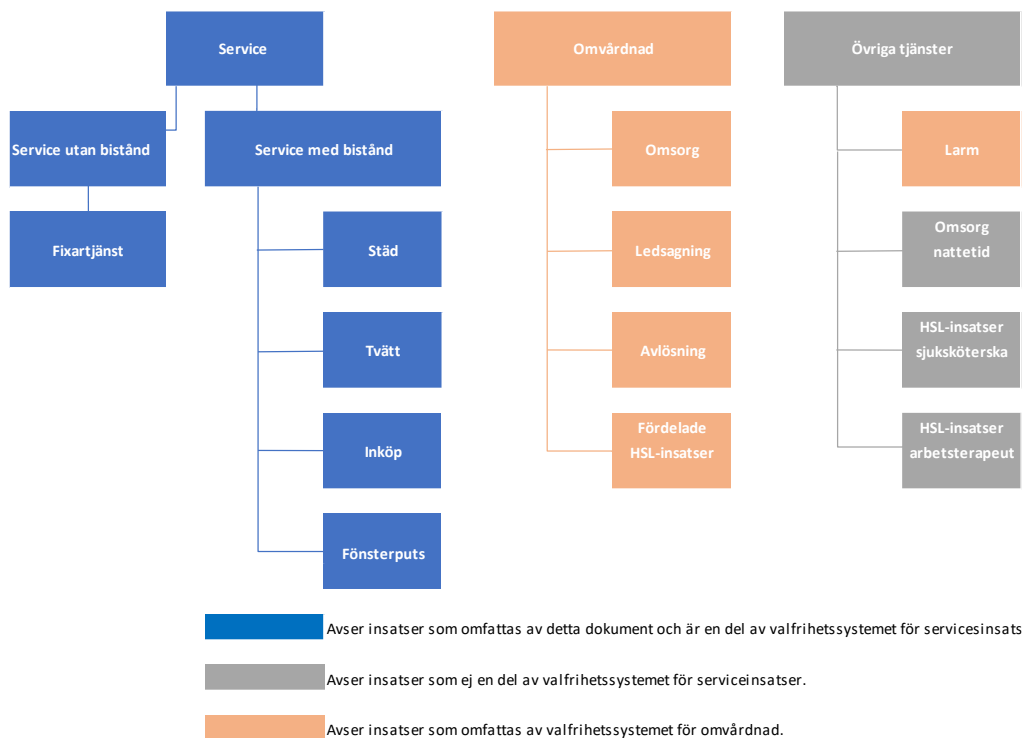 Service
Service utan bistånd
Fixartjänst
Service med bistånd
Städ
Tvätt
Inköp
Fönsterputs
Omvårdnad
Omsorg
Ledsagning
Avlösning
Fördelade
HSL-insatser
Övriga tjänster
Larm
Omsorg
nattetid
HSL-insatser
sjuksköterska
HSL-insatser
arbetsterapeut
Avser insatser som omfattas av detta dokument och är en del av valfrihetssystemet för servicesinsats
Avser insatser som ej en del av valfrihetssystemet för serviceinsatser.
Avser insatser som omfattas av valfrihetssystemet för omvårdnad.